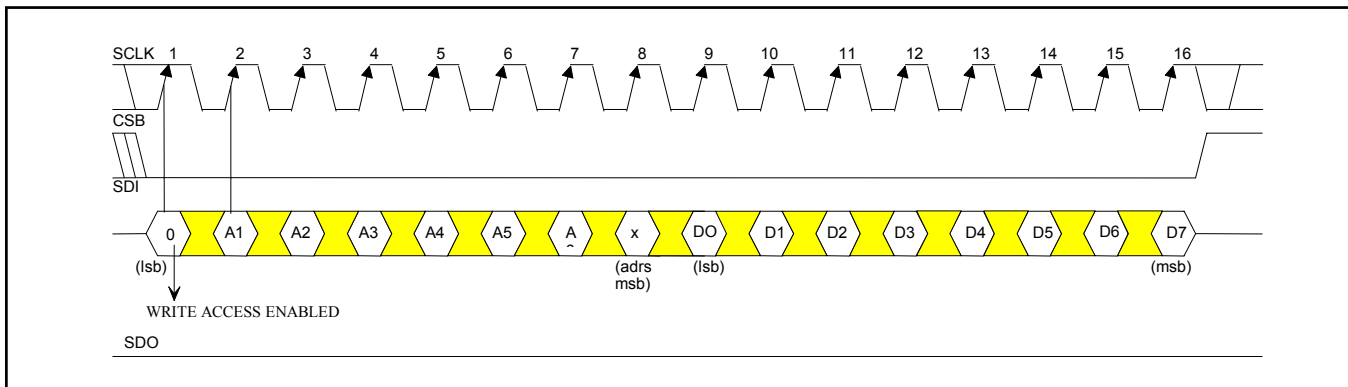 SCLK 1 2 3 4 5 6 7 8 9 10 11 12 13 14 15 16
CSB
SDI
0 A1 A2 A3 A4 A5 A x DO D1 D2 D3 D4 D5 D6 D7
(lsb) (adrs msb) (lsb) (msb)
WRITE ACCESS ENABLED
SDO